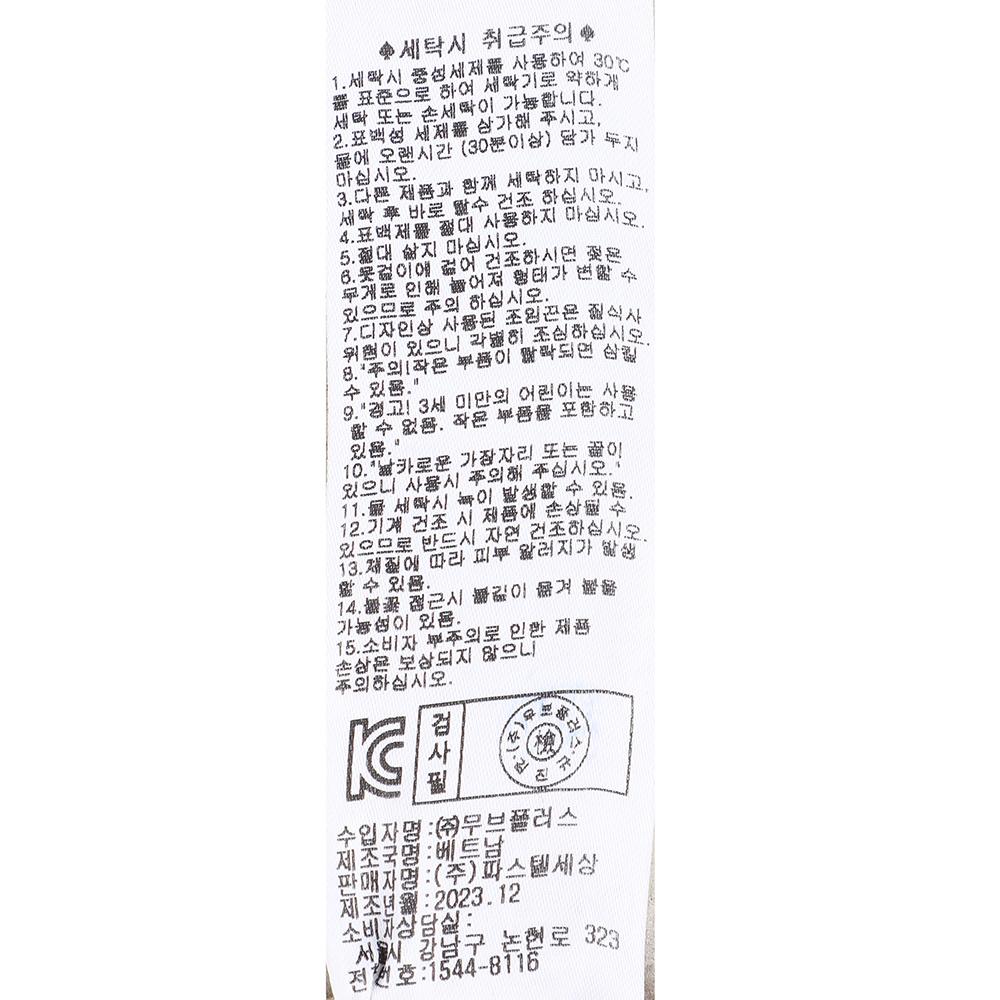 ♠세탁시 취급주의♠
1.세탁시 중성세제를 사용하여 30℃
를 표준으로 하여 세탁기로 약하게
세탁 또는 손세탁이 가능합니다.
2.표백성 세제를 삼가해 주시고,
물에 오랜시간 (30분이상) 담가 두지
마십시오.
3.다른 제품과 함께 세탁하지 마시고,
세탁 후 바로 탈수 건조 하십시오.
4.표백제를 절대 사용하지 마십시오.
5.절대 삶지 마십시오.
6.옷걸이에 걸어 건조하시면 젖은
무게로 인해 늘어져 형태가 변할 수
있으므로 주의 하십시오.
7.디자인상 사용된 조임끈은 질식사
위험이 있으니 각별히 조심하십시오.
8."주의!작은 부품이 탈락되면 삼킬
수 있음."
9."경고! 3세 미만의 어린이는 사용
할 수 없음. 작은 부품을 포함하고
있음."
10."날카로운 가장자리 또는 끝이
있으니 사용시 주의해 주십시오."
11.물 세탁시 녹이 발생할 수 있음.
12.기계 건조 시 제품에 손상될 수
있으므로 반드시 자연 건조하십시오.
13.재질에 따라 피부 알러지가 발생
할 수 있음.
14.불꽃 접근시 불길이 옮겨 붙을
가능성이 있음.
15.소비자 부주의로 인한 제품
손상은 보상되지 않으니
주의하십시오.
KC
검사필
(주)무브플러스
檢
수입자명:㈜무브플러스
제조국명:베트남
판매자명:(주)파스텔세상
제조년월:2023.12
소비자상담실:
서울시 강남구 논현로 323
전번호:1544-8116